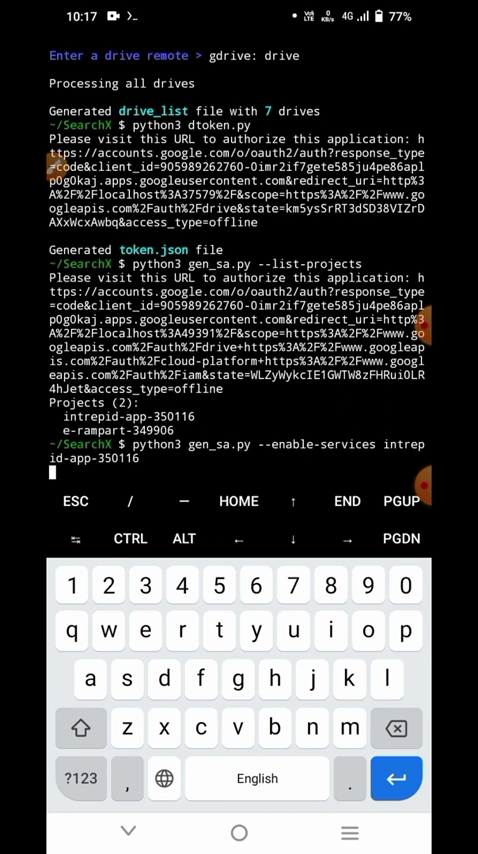 10:17 Vo) LTE 0 KB/s 4G 77%
Enter a drive remote > gdrive: drive
Processing all drives
Generated drive_list file with 7 drives
~/SearchX $ python3 dtoken.py
Please visit this URL to authorize this application: h
ttps://accounts.google.com/o/oauth2/auth?response_type
=code&client_id=905989262760-0imr2if7gete585ju4pe86apl
p0g0kaj.apps.googleusercontent.com&redirect_uri=http%3
A%2F%2Flocalhost%3A37579%2F&scope=https%3A%2F%2Fwww.go
ogleapis.com%2Fauth%2Fdrive&state=km5ysSrRT3dSD38VIZrD
AXxWcxAwbq&access_type=offline
Generated token.json file
~/SearchX $ python3 gen_sa.py --list-projects
Please visit this URL to authorize this application: h
ttps://accounts.google.com/o/oauth2/auth?response_type
=code&client_id=905989262760-0imr2if7gete585ju4pe86apl
p0g0kaj.apps.googleusercontent.com&redirect_uri=http%3
A%2F%2Flocalhost%3A49391%2F&scope=https%3A%2F%2Fwww.go
ogleapis.com%2Fauth%2Fdrive+https%3A%2F%2Fwww.googleap
is.com%2Fauth%2Fcloud-platform+https%3A%2F%2Fwww.googl
eapis.com%2Fauth%2Fiam&state=WLZyWykcIE1GWTW8zFHRui0LR
4hJet&access_type=offline
Projects (2):
intrepid-app-350116
e-rampart-349906
~/SearchX $ python3 gen_sa.py --enable-services intrep
id-app-350116
ESC / — HOME ↑ END PGUP
↹ CTRL ALT ← ↓ → PGDN
1 2 3 4 5 6 7 8 9 0
q w e r t y u i o p
a s d f g h j k l
z x c v b n m
?123 , English .